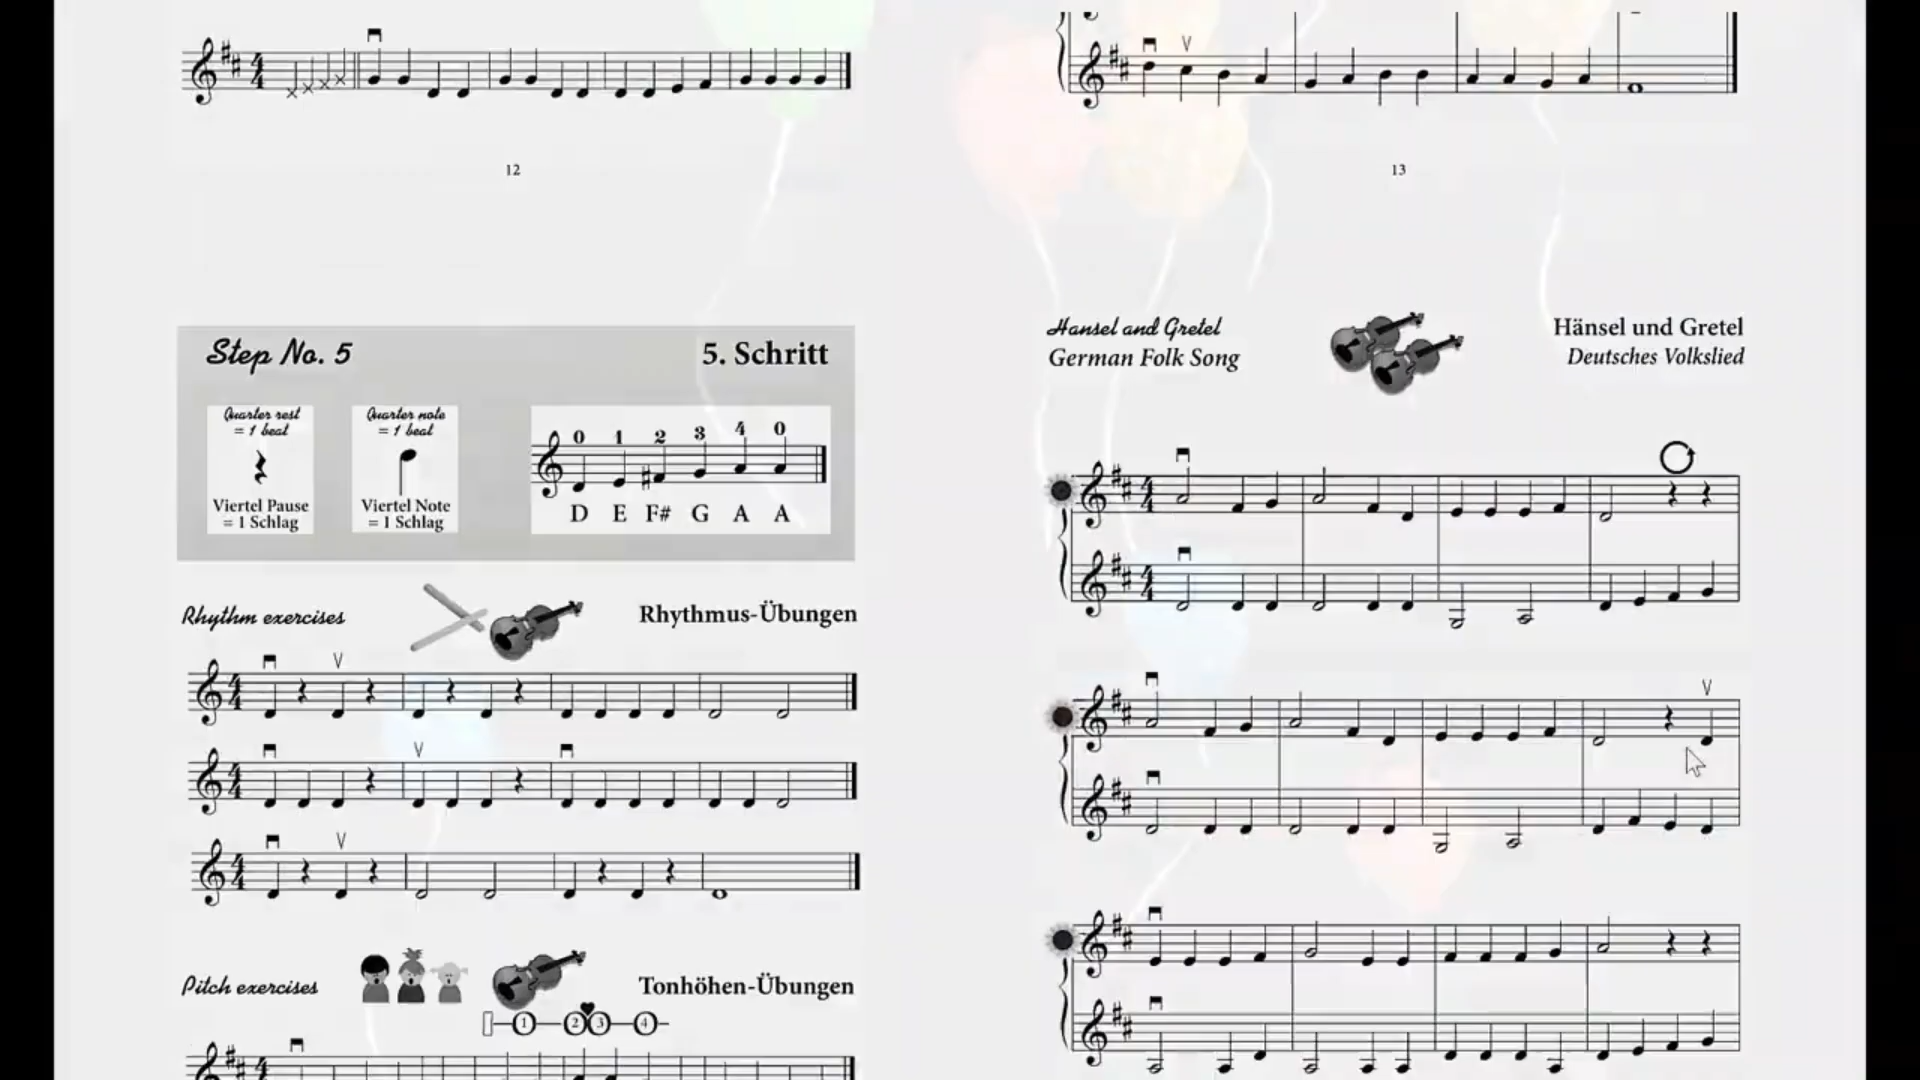 12
13
Step No. 5
5. Schritt
Quarter rest
= 1 beat
Viertel Pause
= 1 Schlag
Quarter note
= 1 beat
Viertel Note
= 1 Schlag
0 1 2 3 4 0
D E F# G A A
Rhythm exercises
Rhythmus-Übungen
Pitch exercises
Tonhöhen-Übungen
1 2 3 4
Hansel and Gretel
German Folk Song
Hänsel und Gretel
Deutsches Volkslied